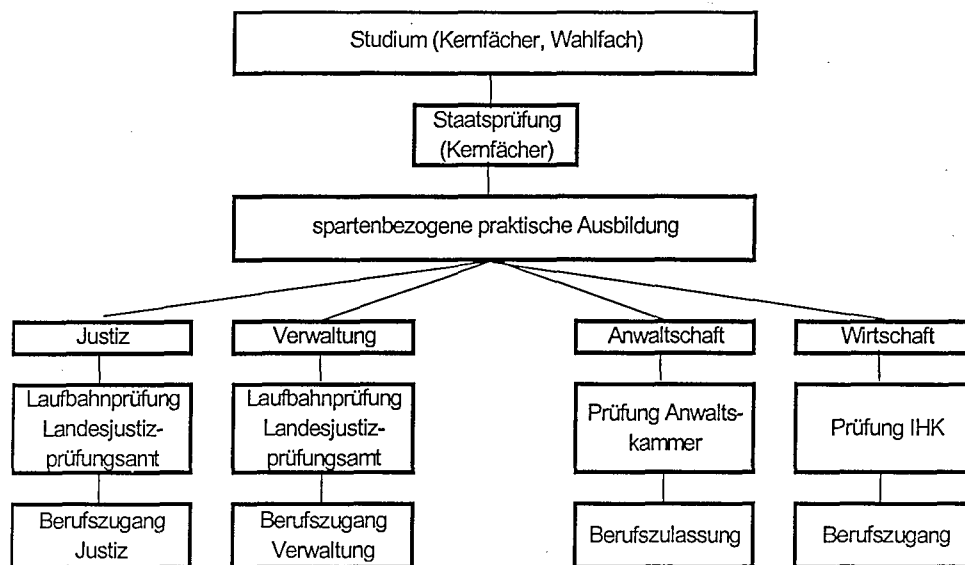 Studium (Kernfächer, Wahlfach)
Staatsprüfung
(Kernfächer)
spartenbezogene praktische Ausbildung
Justiz
Verwaltung
Anwaltschaft
Wirtschaft
Laufbahnprüfung
Landesjustiz-
prüfungsamt
Laufbahnprüfung
Landesjustiz-
prüfungsamt
Prüfung Anwalts-
kammer
Prüfung IHK
Berufszugang
Justiz
Berufszugang
Verwaltung
Berufszulassung
Berufszugang